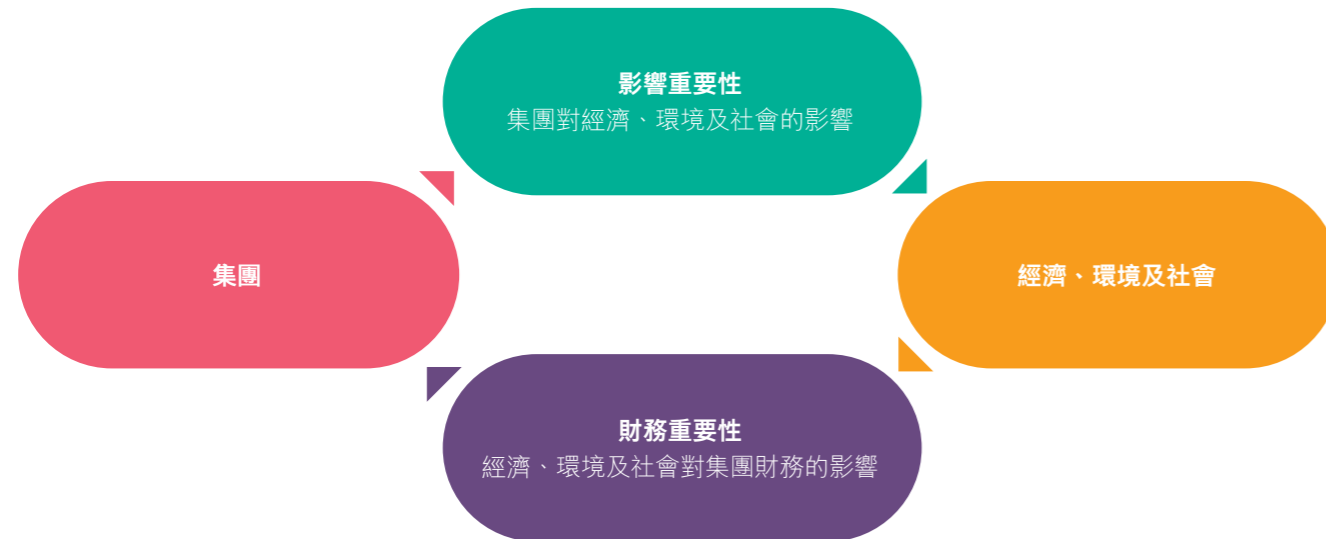 影響重要性
集團對經濟、環境及社會的影響
集團
經濟、環境及社會
財務重要性
經濟、環境及社會對集團財務的影響